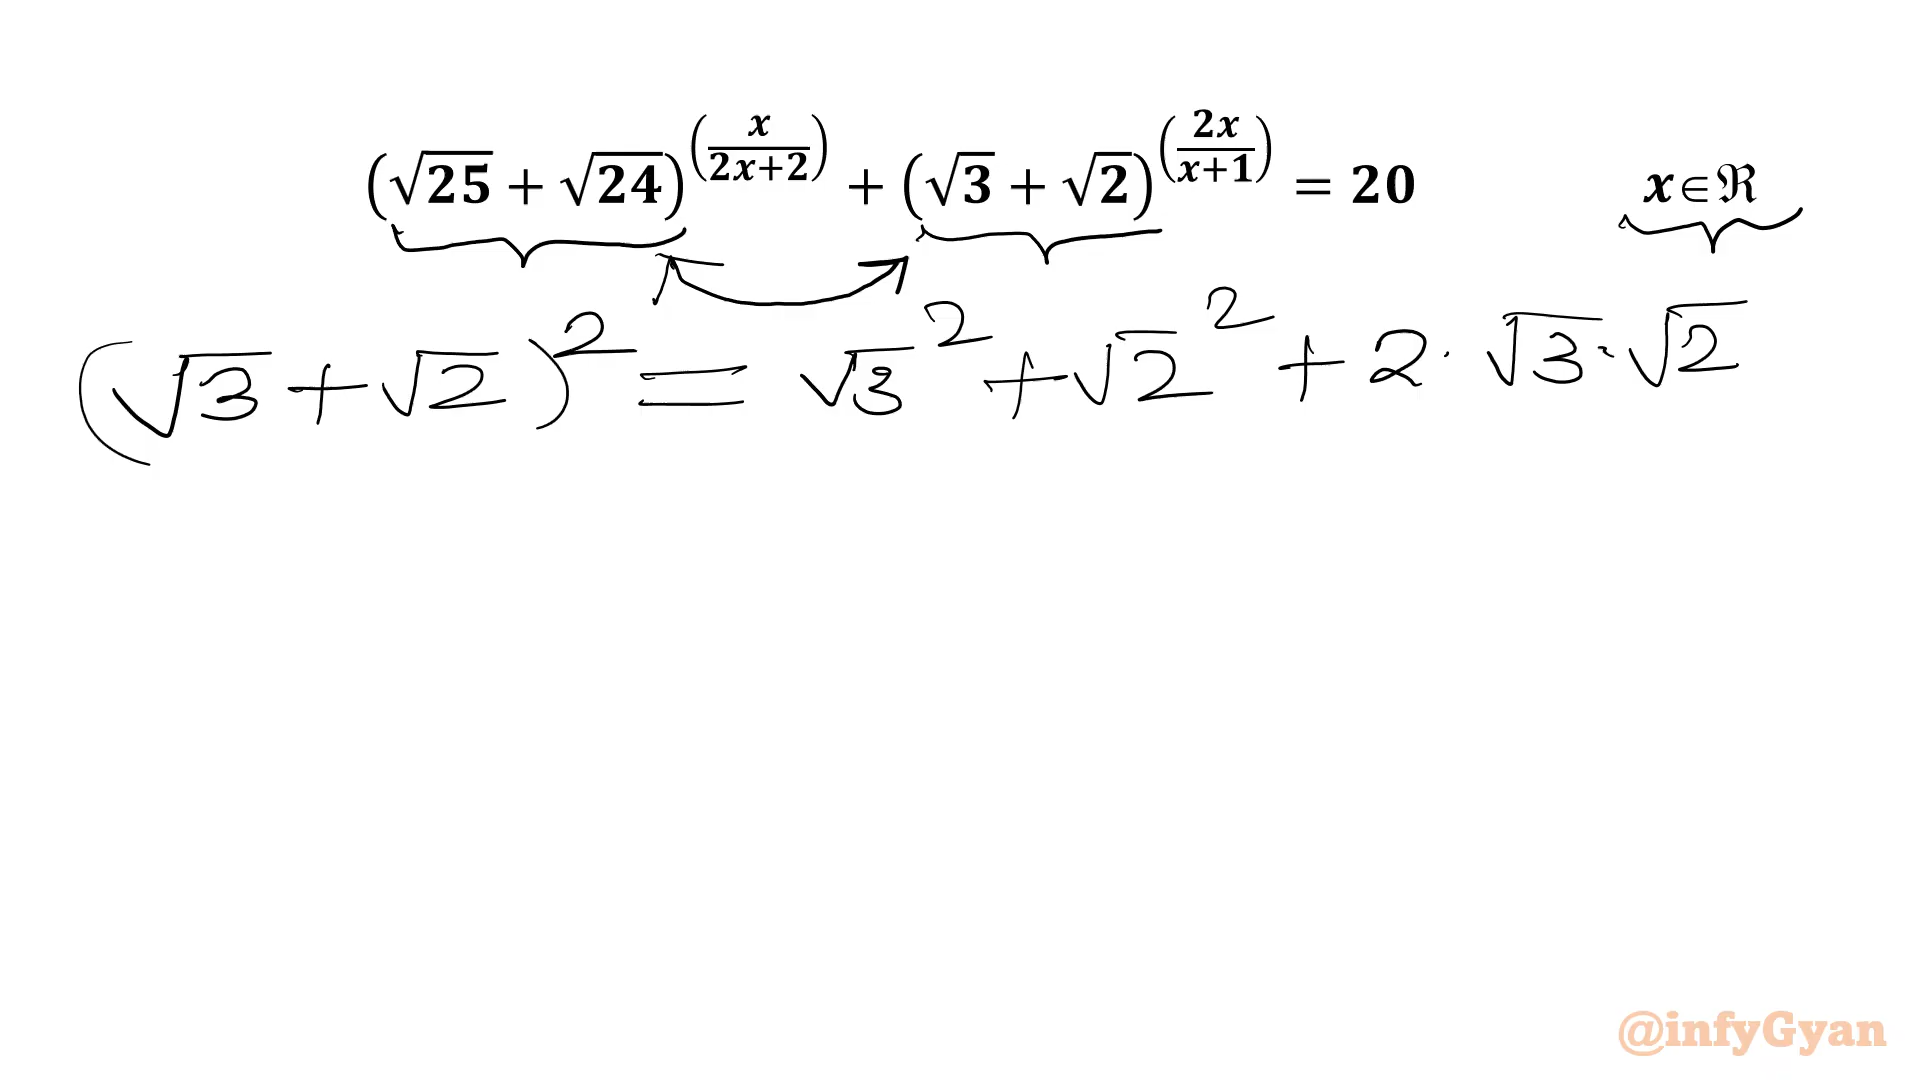 (√25 + √24)^(x/(2x+2)) + (√3 + √2)^(2x/(x+1)) = 20 x∈ℜ
(√3 + √2)² = √3² + √2² + 2 · √3 · √2
@infyGyan